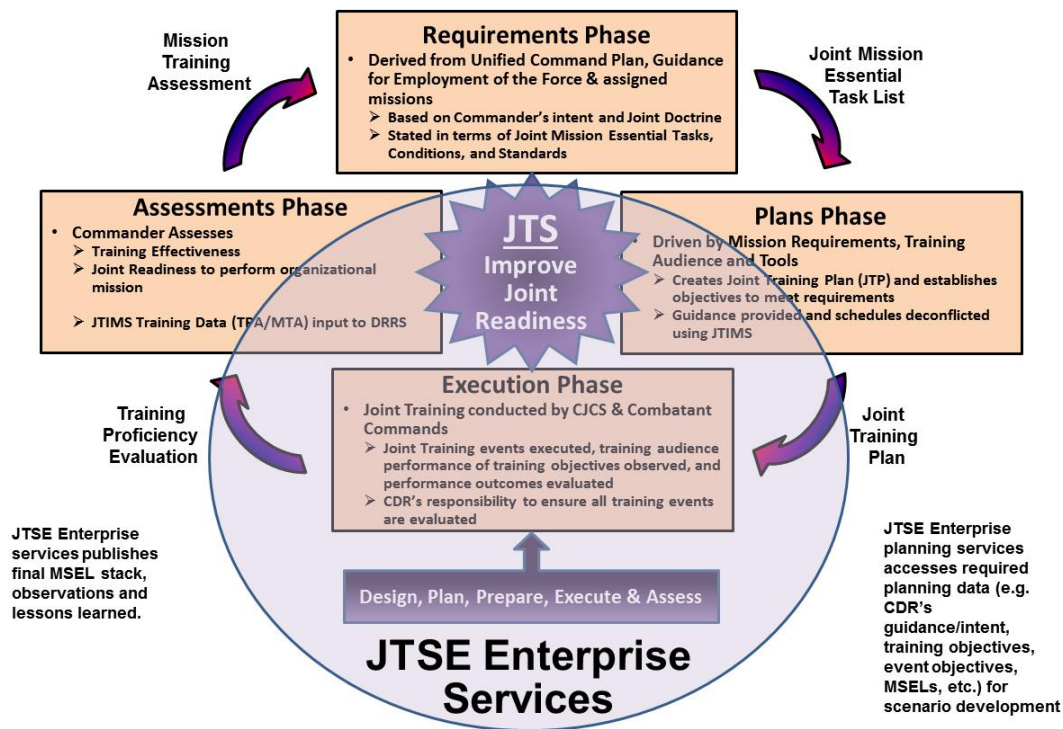 Requirements Phase
• Derived from Unified Command Plan, Guidance
for Employment of the Force & assigned
missions
➢ Based on Commander's intent and Joint Doctrine
➢ Stated in terms of Joint Mission Essential Tasks,
Conditions, and Standards
Mission
Training
Assessment
Joint Mission
Essential
Task List
Assessments Phase
• Commander Assesses
➢ Training Effectiveness
➢ Joint Readiness to perform organizational
mission
➢ JTIMS Training Data (TPA/MTA) input to DRRS
JTS
Improve
Joint
Readiness
Plans Phase
• Driven by Mission Requirements, Training
Audience and Tools
➢ Creates Joint Training Plan (JTP) and establishes
objectives to meet requirements
➢ Guidance provided and schedules deconflicted
using JTIMS
Training
Proficiency
Evaluation
Execution Phase
• Joint Training conducted by CJCS & Combatant
Commands
➢ Joint Training events executed, training audience
performance of training objectives observed, and
performance outcomes evaluated
➢ CDR's responsibility to ensure all training events
are evaluated
Joint
Training
Plan
JTSE Enterprise
services publishes
final MSEL stack,
observations and
lessons learned.
Design, Plan, Prepare, Execute & Assess
JTSE Enterprise
Services
JTSE Enterprise
planning services
accesses required
planning data (e.g.
CDR's
guidance/intent,
training objectives,
event objectives,
MSELs, etc.) for
scenario development